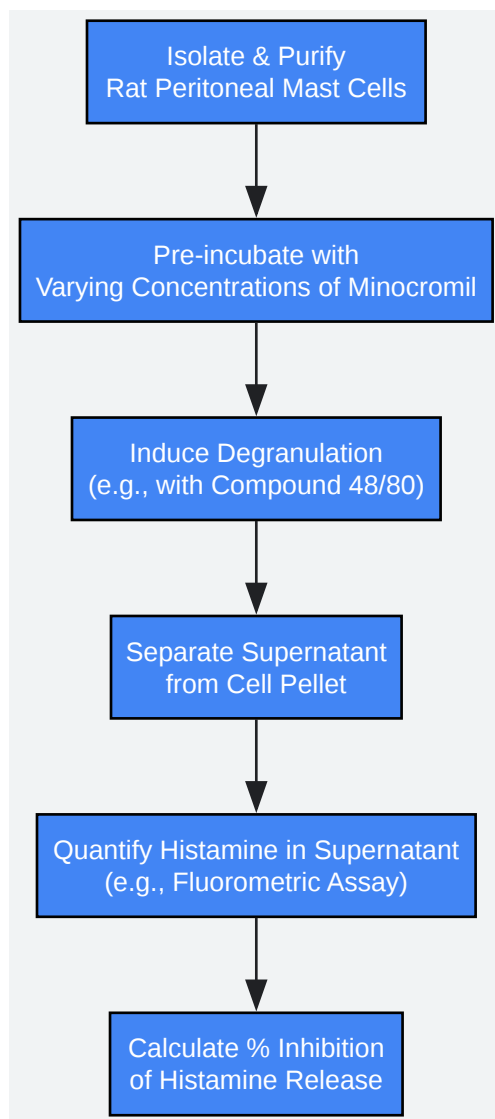 Isolate & Purify
Rat Peritoneal Mast Cells
Pre-incubate with
Varying Concentrations of Minocromil
Induce Degranulation
(e.g., with Compound 48/80)
Separate Supernatant
from Cell Pellet
Quantify Histamine in Supernatant
(e.g., Fluorometric Assay)
Calculate % Inhibition
of Histamine Release